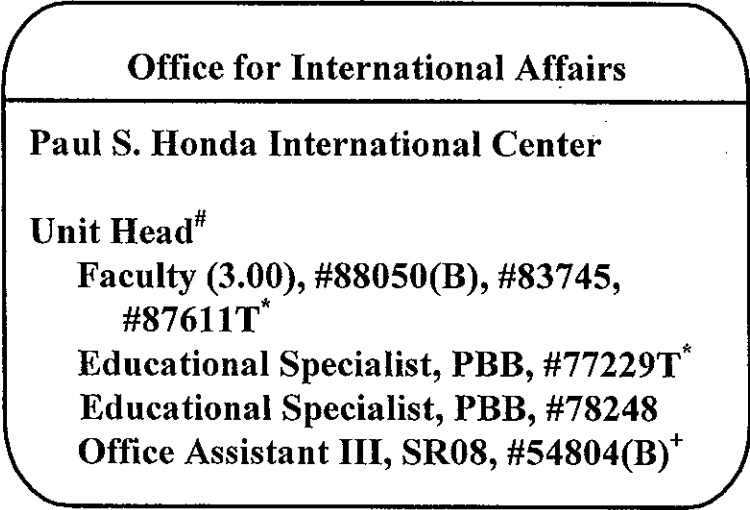 Office for International Affairs
Paul S. Honda International Center
Unit Head#
Faculty (3.00), #88050(B), #83745,
#87611T*
Educational Specialist, PBB, #77229T*
Educational Specialist, PBB, #78248
Office Assistant III, SR08, #54804(B)+